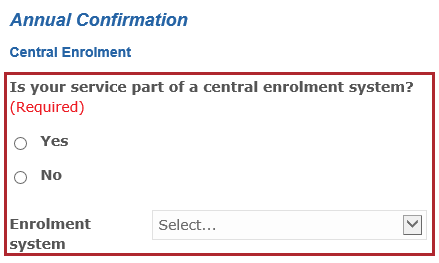 Annual Confirmation
Central Enrolment
Is your service part of a central enrolment system?
(Required)
Yes
No
Enrolment
system
Select...